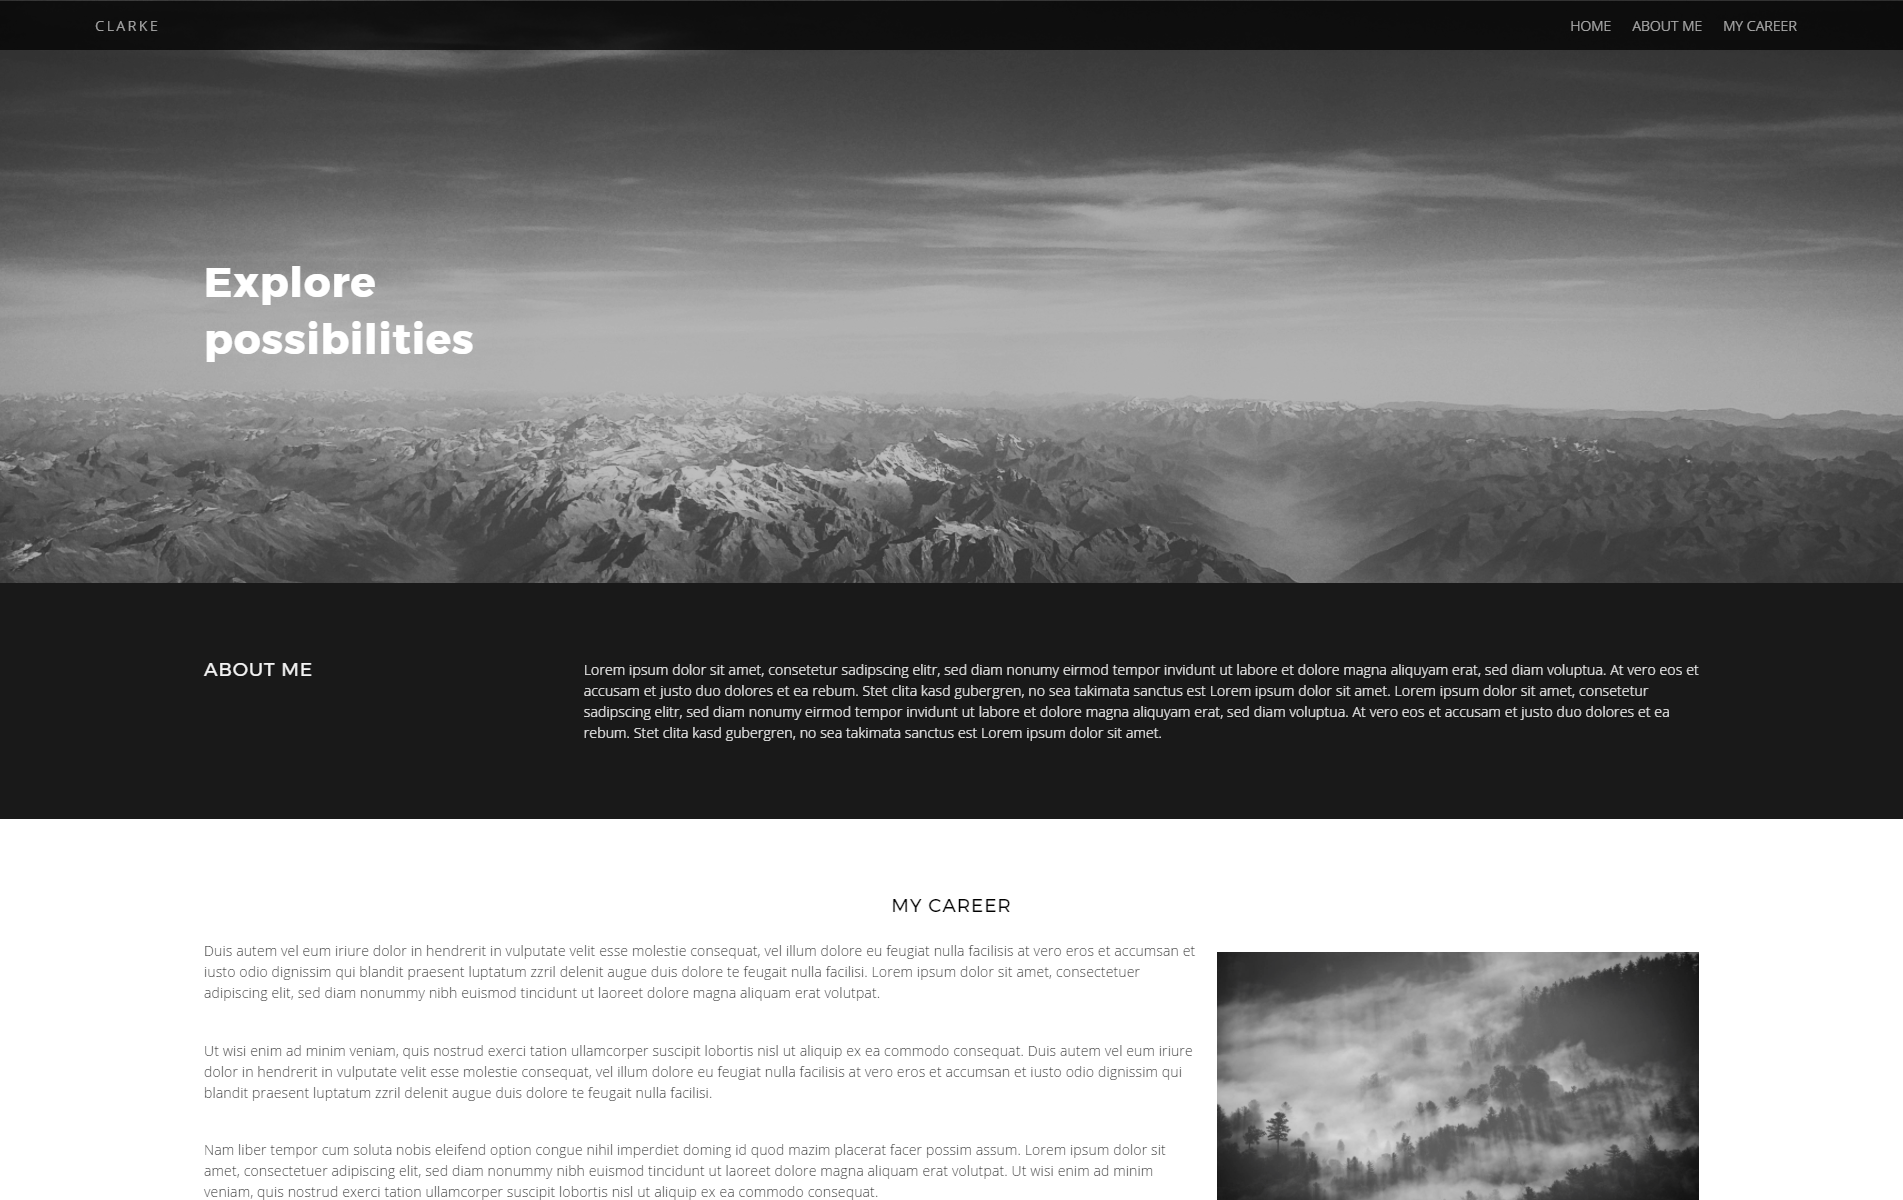 CLARKE
HOME ABOUT ME MY CAREER
Explore
possibilities
ABOUT ME
Lorem ipsum dolor sit amet, consetetur sadipscing elitr, sed diam nonumy eirmod tempor invidunt ut labore et dolore magna aliquyam erat, sed diam voluptua. At vero eos et
accusam et justo duo dolores et ea rebum. Stet clita kasd gubergren, no sea takimata sanctus est Lorem ipsum dolor sit amet. Lorem ipsum dolor sit amet, consetetur
sadipscing elitr, sed diam nonumy eirmod tempor invidunt ut labore et dolore magna aliquyam erat, sed diam voluptua. At vero eos et accusam et justo duo dolores et ea
rebum. Stet clita kasd gubergren, no sea takimata sanctus est Lorem ipsum dolor sit amet.
MY CAREER
Duis autem vel eum iriure dolor in hendrerit in vulputate velit esse molestie consequat, vel illum dolore eu feugiat nulla facilisis at vero eros et accumsan et
iusto odio dignissim qui blandit praesent luptatum zzril delenit augue duis dolore te feugait nulla facilisi. Lorem ipsum dolor sit amet, consectetuer
adipiscing elit, sed diam nonummy nibh euismod tincidunt ut laoreet dolore magna aliquam erat volutpat.
Ut wisi enim ad minim veniam, quis nostrud exerci tation ullamcorper suscipit lobortis nisl ut aliquip ex ea commodo consequat. Duis autem vel eum iriure
dolor in hendrerit in vulputate velit esse molestie consequat, vel illum dolore eu feugiat nulla facilisis at vero eros et accumsan et iusto odio dignissim qui
blandit praesent luptatum zzril delenit augue duis dolore te feugait nulla facilisi.
Nam liber tempor cum soluta nobis eleifend option congue nihil imperdiet doming id quod mazim placerat facer possim assum. Lorem ipsum dolor sit
amet, consectetuer adipiscing elit, sed diam nonummy nibh euismod tincidunt ut laoreet dolore magna aliquam erat volutpat. Ut wisi enim ad minim
veniam, quis nostrud exerci tation ullamcorper suscipit lobortis nisl ut aliquip ex ea commodo consequat.